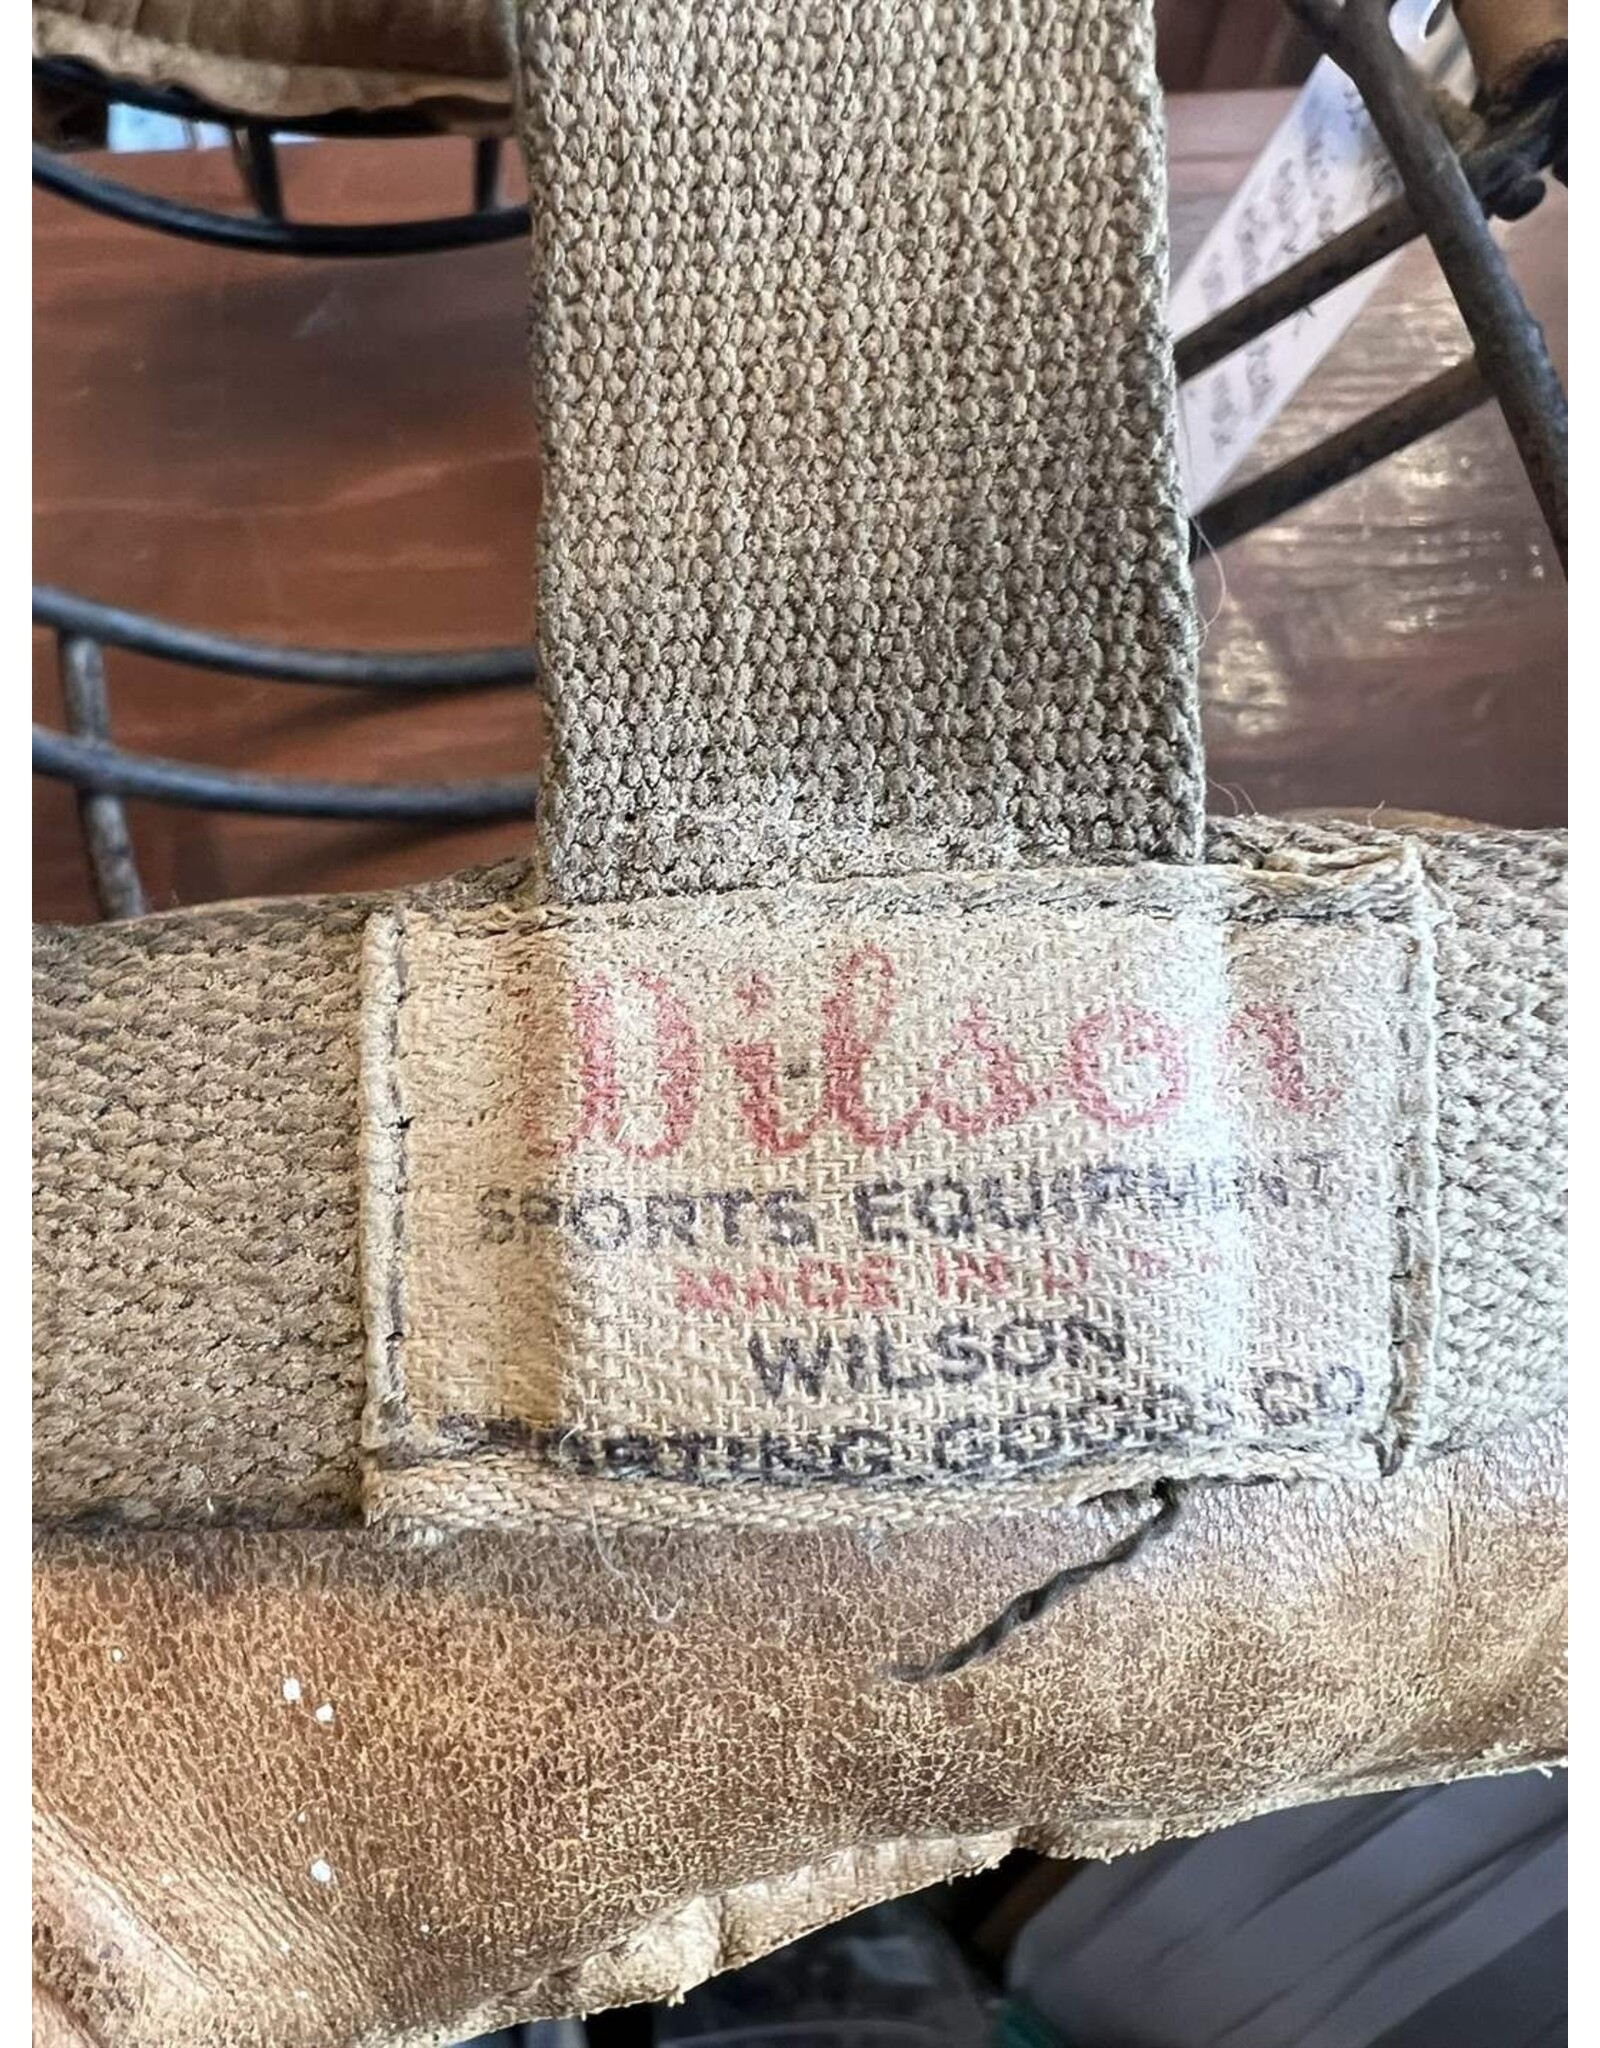 Wilson
SPORTS EQUIPMENT
MADE IN U.S.A.
WILSON
SPORTING GOODS CO